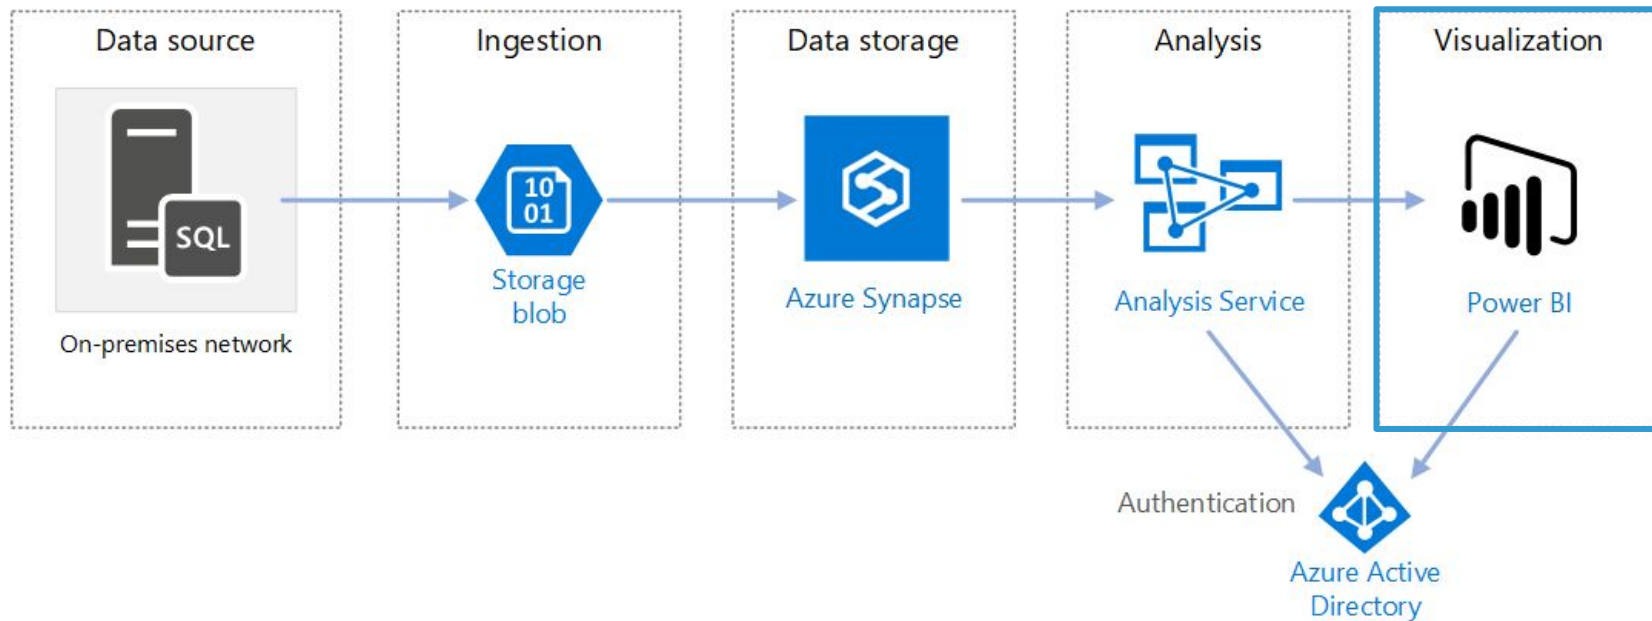 Data source
Ingestion
Data storage
Analysis
Visualization
SQL
10
01
On-premises network
Storage
blob
Azure Synapse
Analysis Service
Power BI
Authentication
Azure Active
Directory